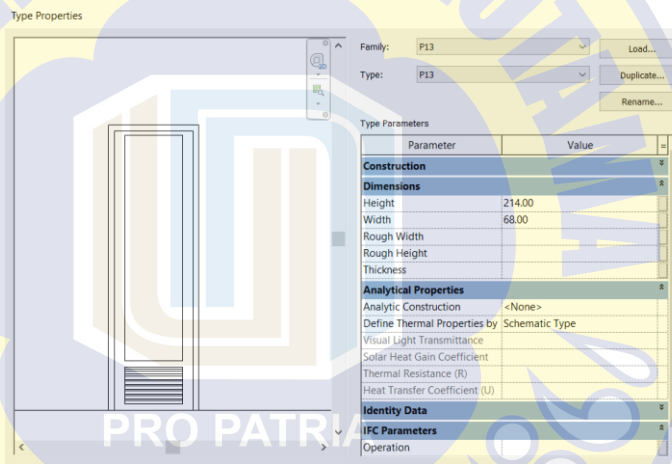 Type Properties
Family: P13 Load...
Type: P13 Duplicate...
Rename...
Type Parameters
Parameter Value =
Construction
Dimensions
Height 214.00
Width 68.00
Rough Width
Rough Height
Thickness
Analytical Properties
Analytic Construction <None>
Define Thermal Properties by Schematic Type
Visual Light Transmittance
Solar Heat Gain Coefficient
Thermal Resistance (R)
Heat Transfer Coefficient (U)
Identity Data
IFC Parameters
Operation
PRO PATRIA